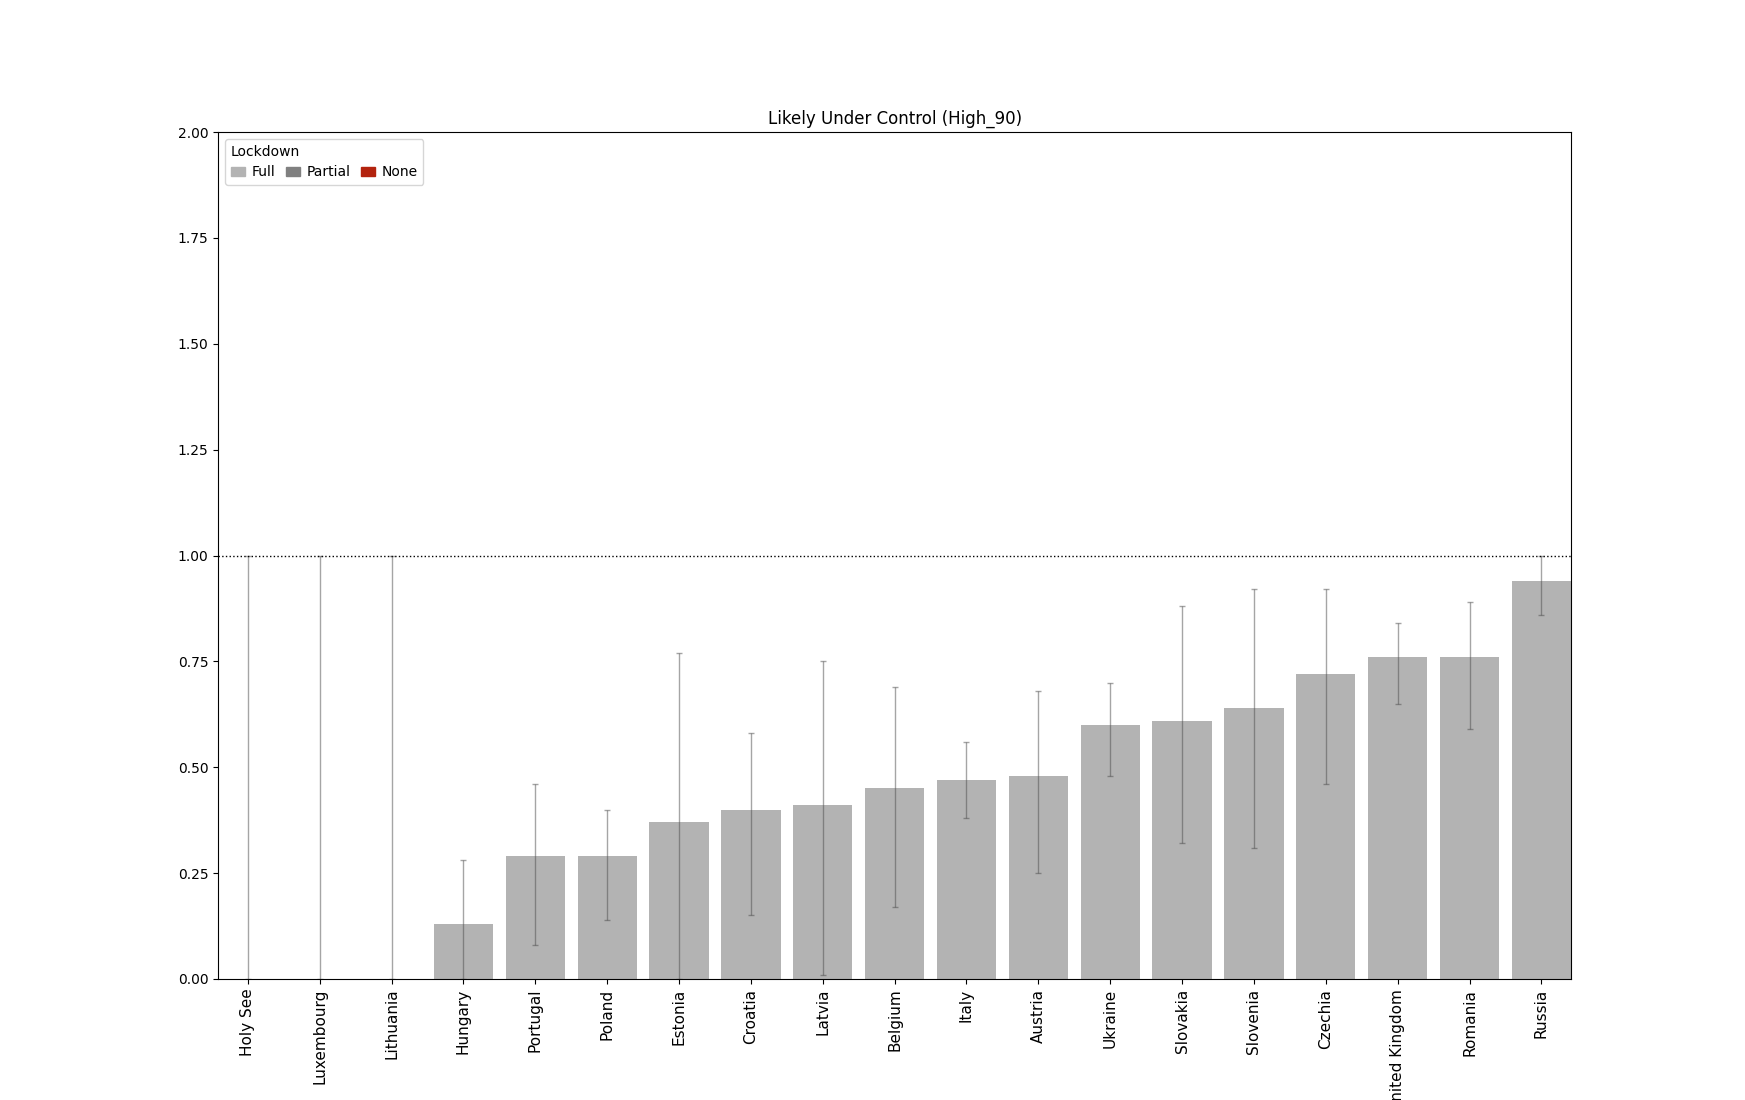 Likely Under Control (High_90)
2.00
Lockdown
Full Partial None
1.75
1.50
1.25
1.00
0.75
0.50
0.25
0.00
Holy See
Luxembourg
Lithuania
Hungary
Portugal
Poland
Estonia
Croatia
Latvia
Belgium
Italy
Austria
Ukraine
Slovakia
Slovenia
Czechia
nited Kingdom
Romania
Russia